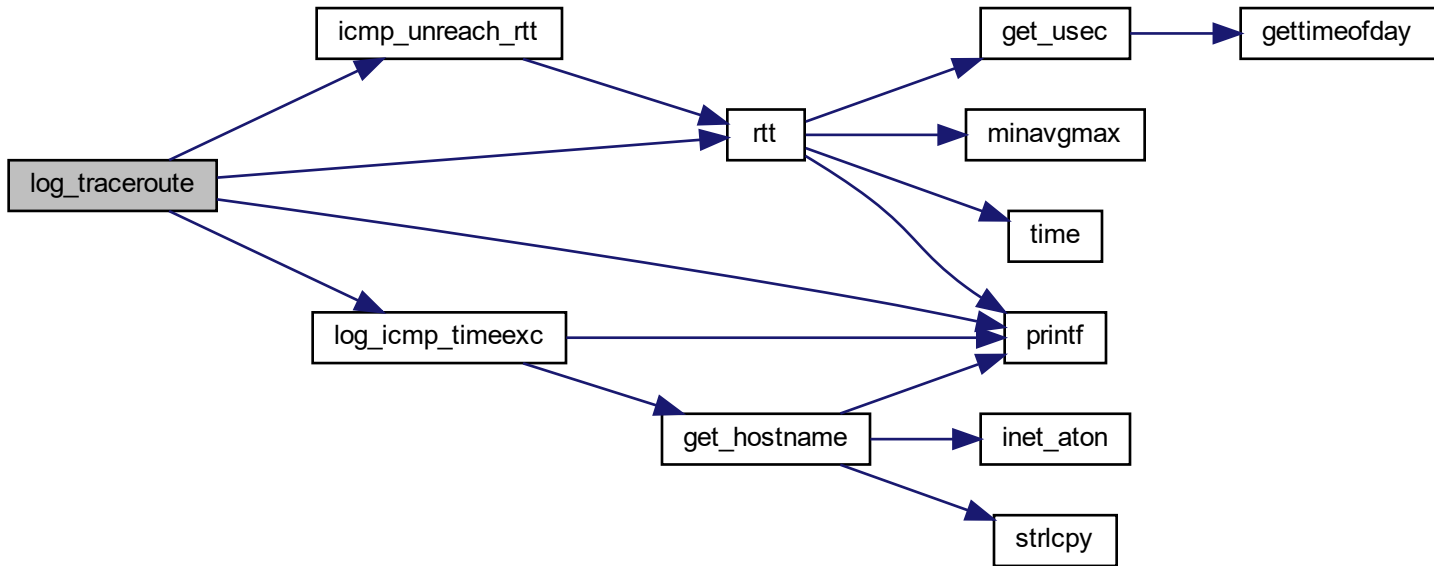 icmp_unreach_rtt
get_usec
gettimeofday
rtt
minavgmax
log_traceroute
time
log_icmp_timeexc
printf
get_hostname
inet_aton
strlcpy